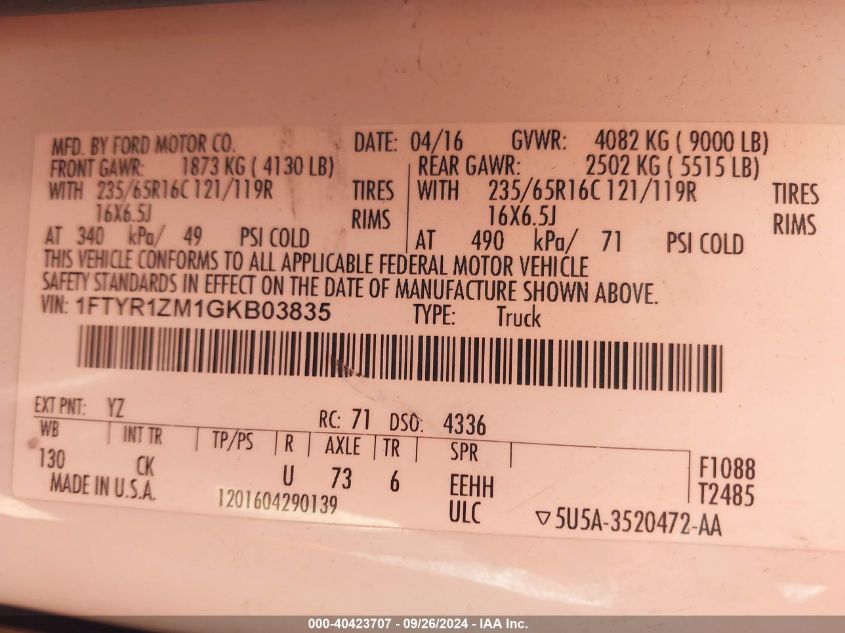 MFD. BY FORD MOTOR CO. DATE: 04/16 GVWR: 4082 KG ( 9000 LB)
FRONT GAWR: 1873 KG ( 4130 LB) REAR GAWR: 2502 KG ( 5515 LB)
WITH 235/65R16C 121/119R TIRES WITH 235/65R16C 121/119R TIRES
16X6.5J RIMS 16X6.5J RIMS
AT 340 kPa/ 49 PSI COLD AT 490 kPa/ 71 PSI COLD
THIS VEHICLE CONFORMS TO ALL APPLICABLE FEDERAL MOTOR VEHICLE
SAFETY STANDARDS IN EFFECT ON THE DATE OF MANUFACTURE SHOWN ABOVE.
VIN: 1FTYR1ZM1GKB03835 TYPE: Truck
EXT PNT: YZ RC: 71 DSO: 4336
WB INT TR TP/PS R AXLE TR SPR
130 CK U 73 6 EEHH F1088
MADE IN U.S.A. 1201604290139 ULC T2485
5U5A-3520472-AA
000-40423707 - 09/26/2024 - IAA Inc.